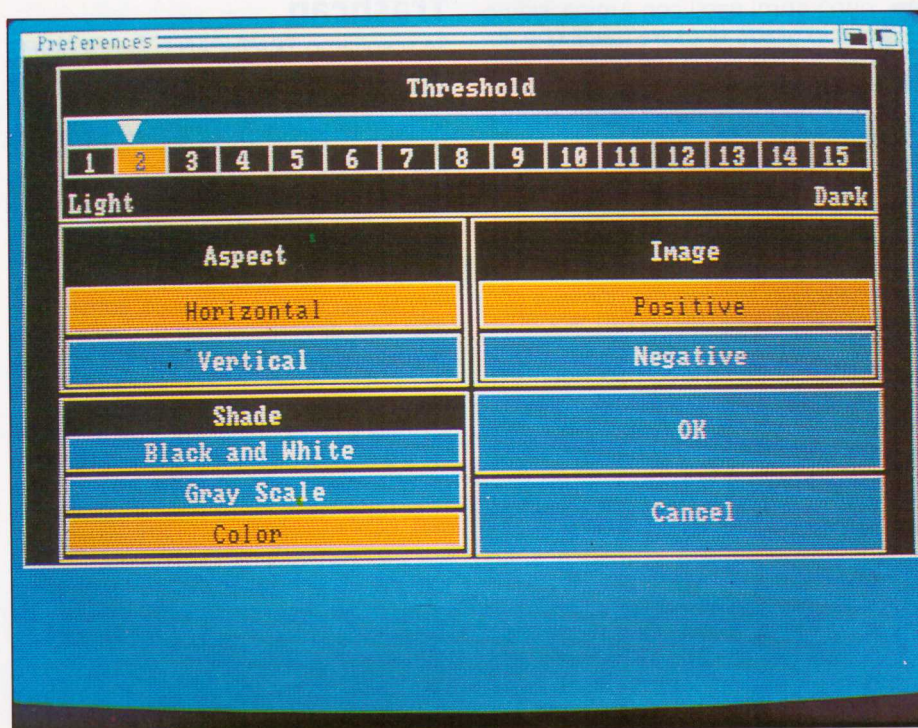 Preferences
Threshold
1 2 3 4 5 6 7 8 9 10 11 12 13 14 15
Light Dark
Aspect
Horizontal
Vertical
Image
Positive
Negative
Shade
Black and White
Gray Scale
Color
OK
Cancel